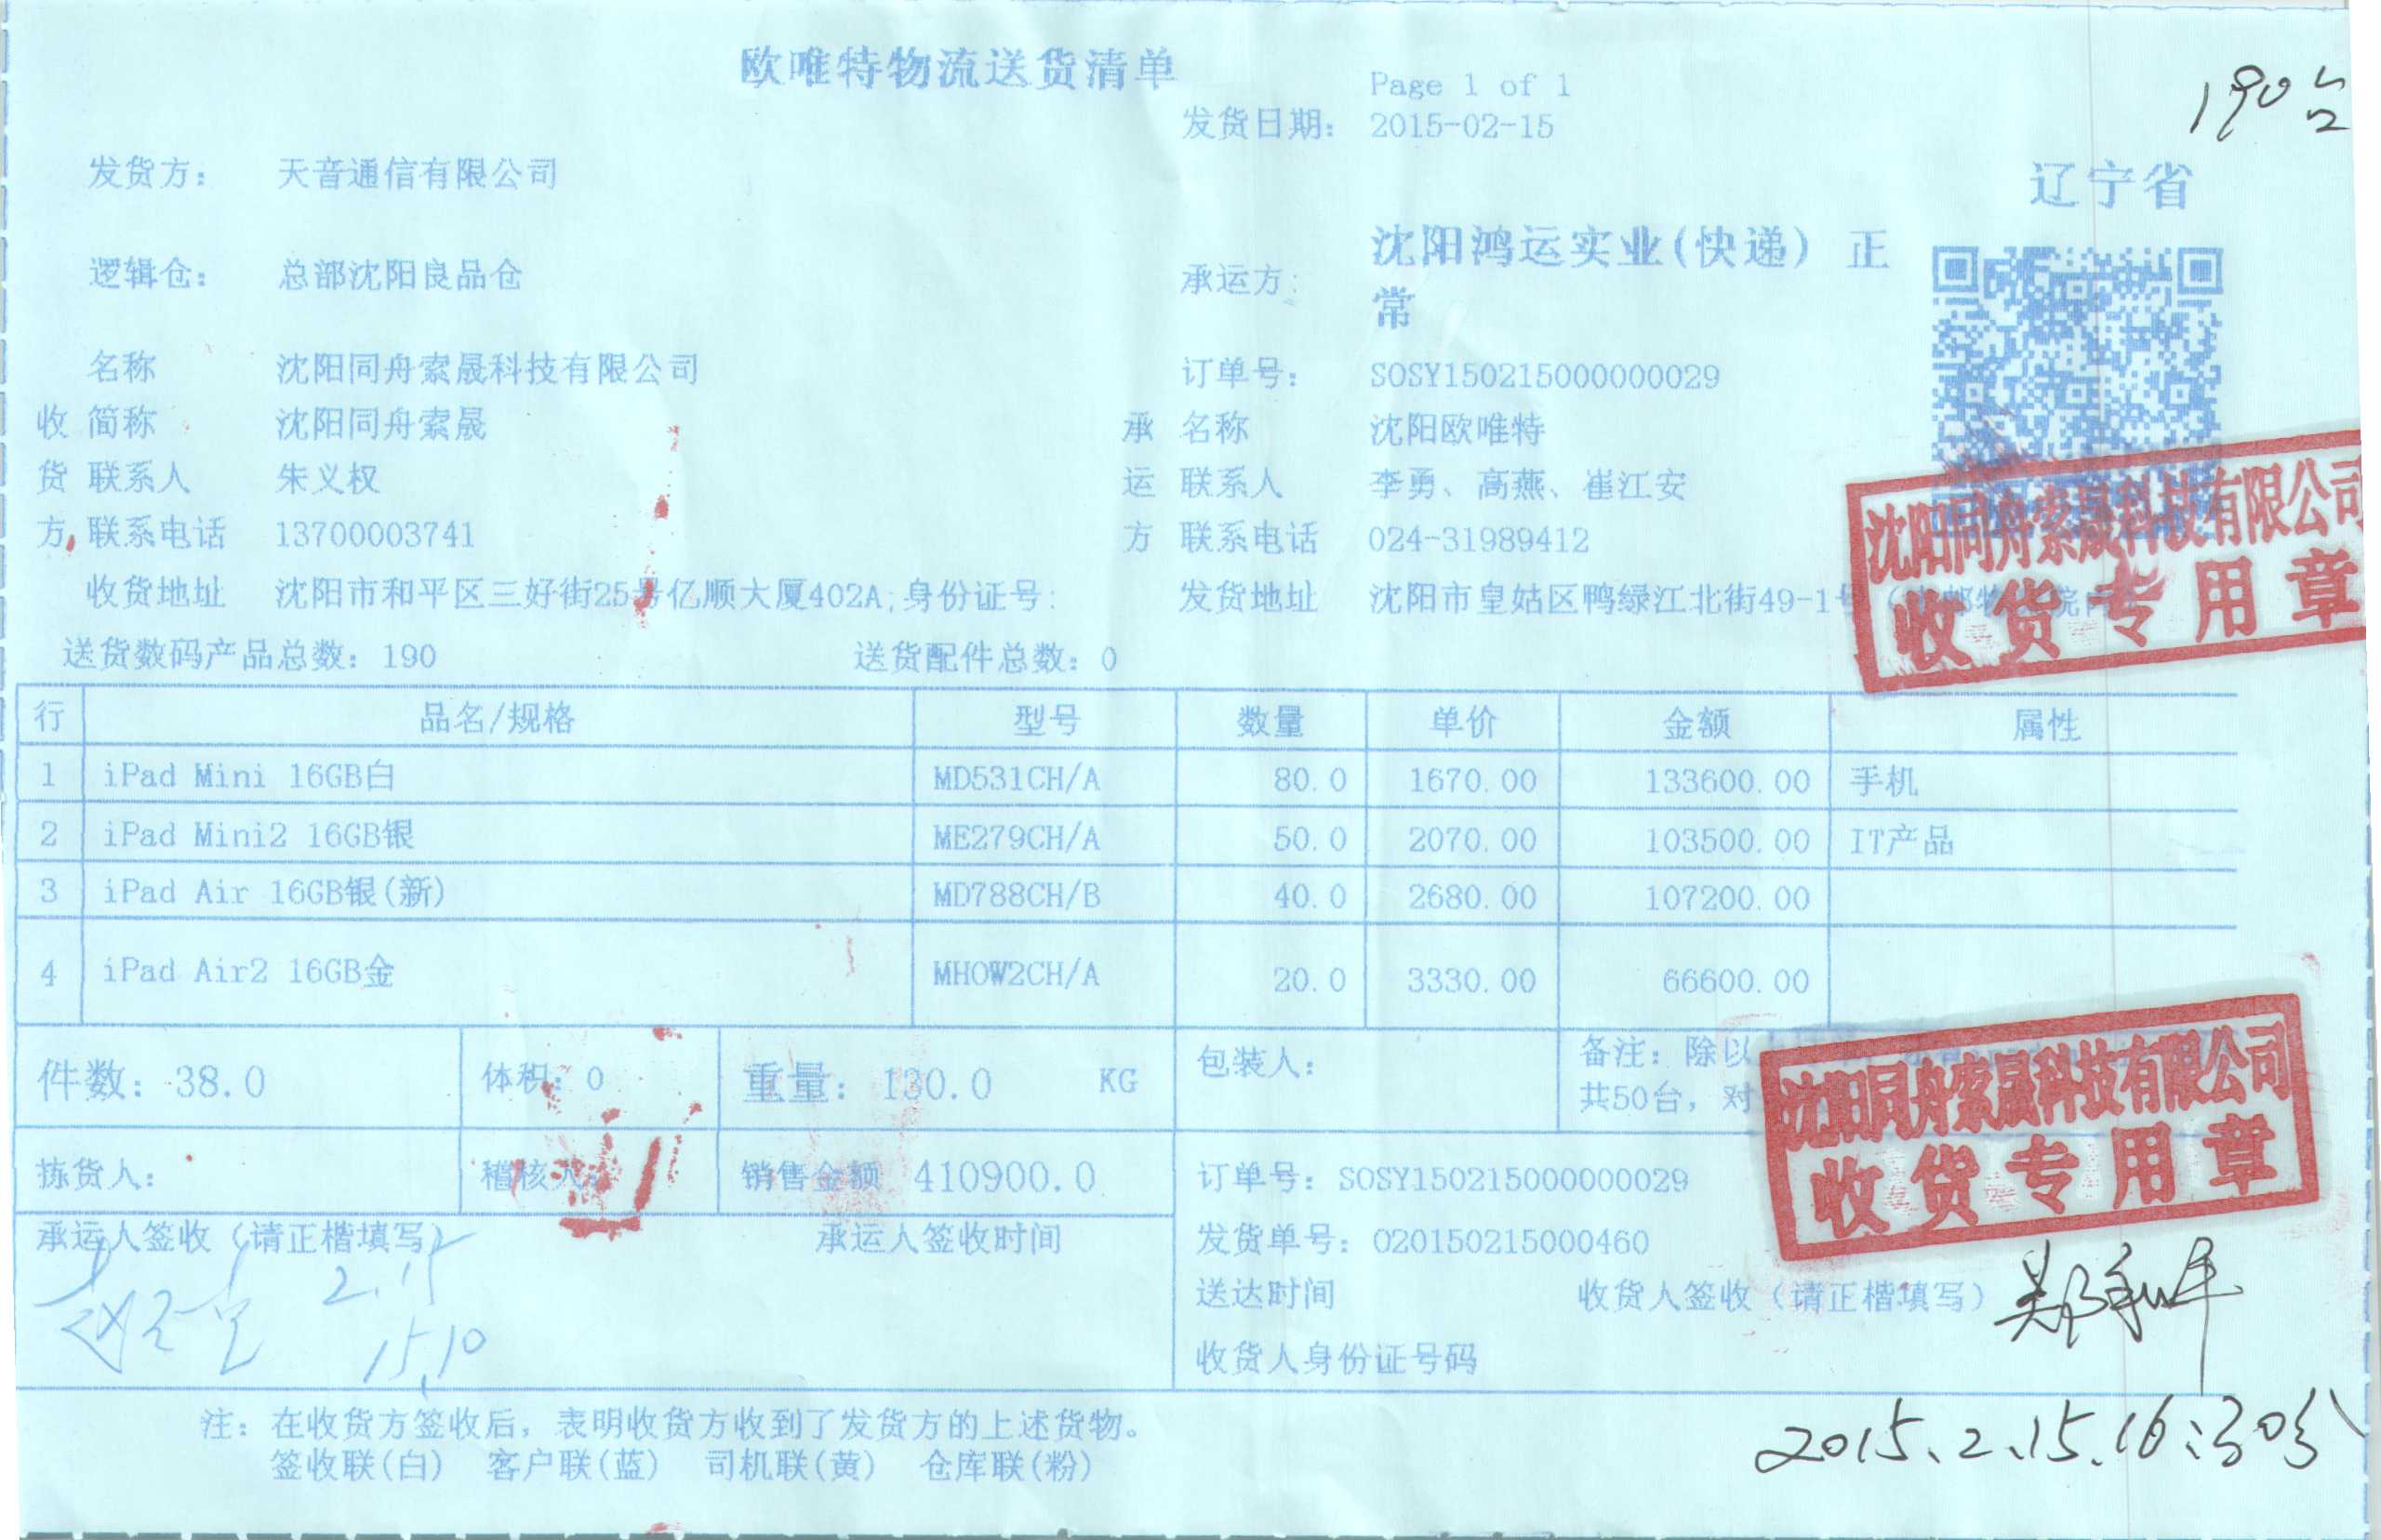 欧唯特物流送货清单
Page 1 of 1
190台
发货日期: 2015-02-15
发货方: 天音通信有限公司
辽宁省
逻辑仓: 总部沈阳良品仓
承运方: 沈阳鸿运实业(快递) 正
常
名称 沈阳同舟索晟科技有限公司
订单号: SOSY150215000000029
收 简称 沈阳同舟索晟
承 名称 沈阳欧唯特
货 联系人 朱义权
运 联系人 李勇、高燕、崔江安
方 联系电话 13700003741
方 联系电话 024-31989412
收货地址 沈阳市和平区三好街25号亿顺大厦402A;身份证号:
发货地址 沈阳市皇姑区鸭绿江北街49-1号
沈阳同舟索晟科技有限公司
收货专用章
送货数码产品总数: 190 送货配件总数: 0
行 品名/规格 型号 数量 单价 金额 属性
1 iPad Mini 16GB白 MD531CH/A 80.0 1670.00 133600.00 手机
2 iPad Mini2 16GB银 ME279CH/A 50.0 2070.00 103500.00 IT产品
3 iPad Air 16GB银(新) MD788CH/B 40.0 2680.00 107200.00
4 iPad Air2 16GB金 MHOW2CH/A 20.0 3330.00 66600.00
件数: 38.0 体积: 0 重量: 130.0 KG 包装人:
备注: 除以
共50台, 对
沈阳同舟索晟科技有限公司
收货专用章
拣货人: 稽核人: 销售金额 410900.0
订单号: SOSY150215000000029
承运人签收(请正楷填写) 承运人签收时间
2.15
15.10
发货单号: 020150215000460
送达时间 收货人签收(请正楷填写)
收货人身份证号码
注: 在收货方签收后, 表明收货方收到了发货方的上述货物。
签收联(白) 客户联(蓝) 司机联(黄) 仓库联(粉)
2015.2.15.16:30分